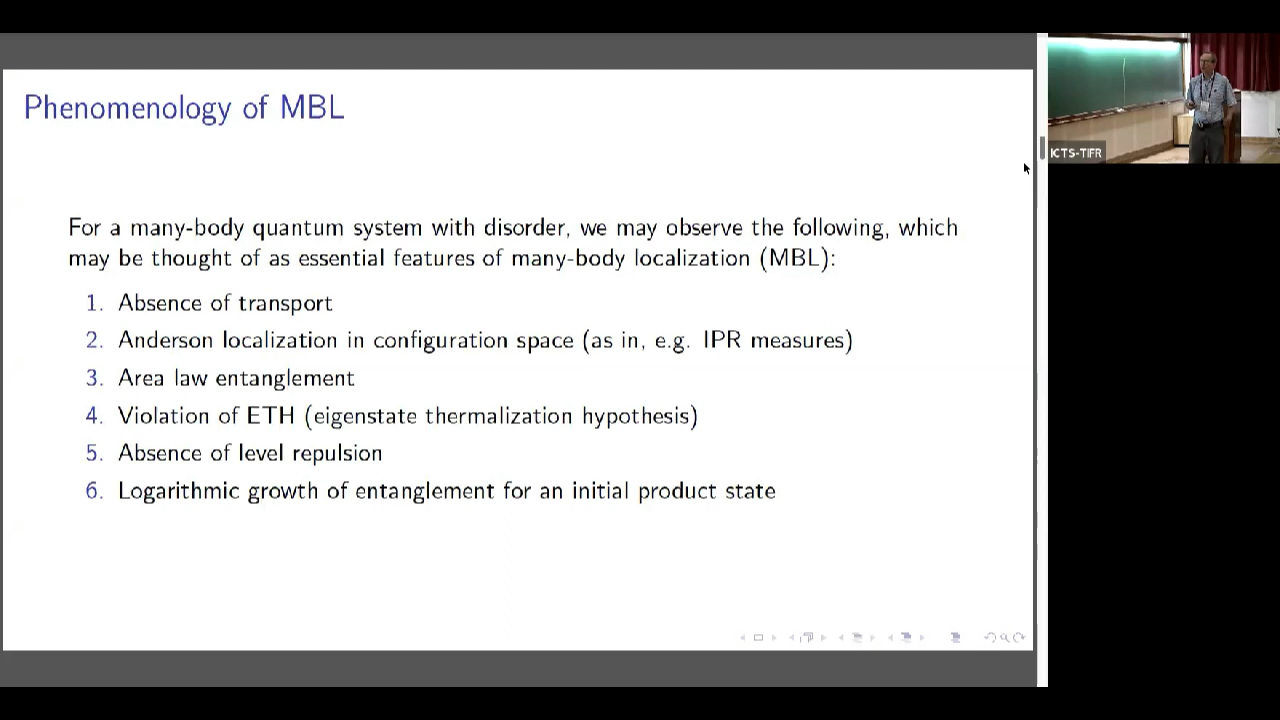 Phenomenology of MBL
For a many-body quantum system with disorder, we may observe the following, which
may be thought of as essential features of many-body localization (MBL):
1. Absence of transport
2. Anderson localization in configuration space (as in, e.g. IPR measures)
3. Area law entanglement
4. Violation of ETH (eigenstate thermalization hypothesis)
5. Absence of level repulsion
6. Logarithmic growth of entanglement for an initial product state
ICTS-TIFR